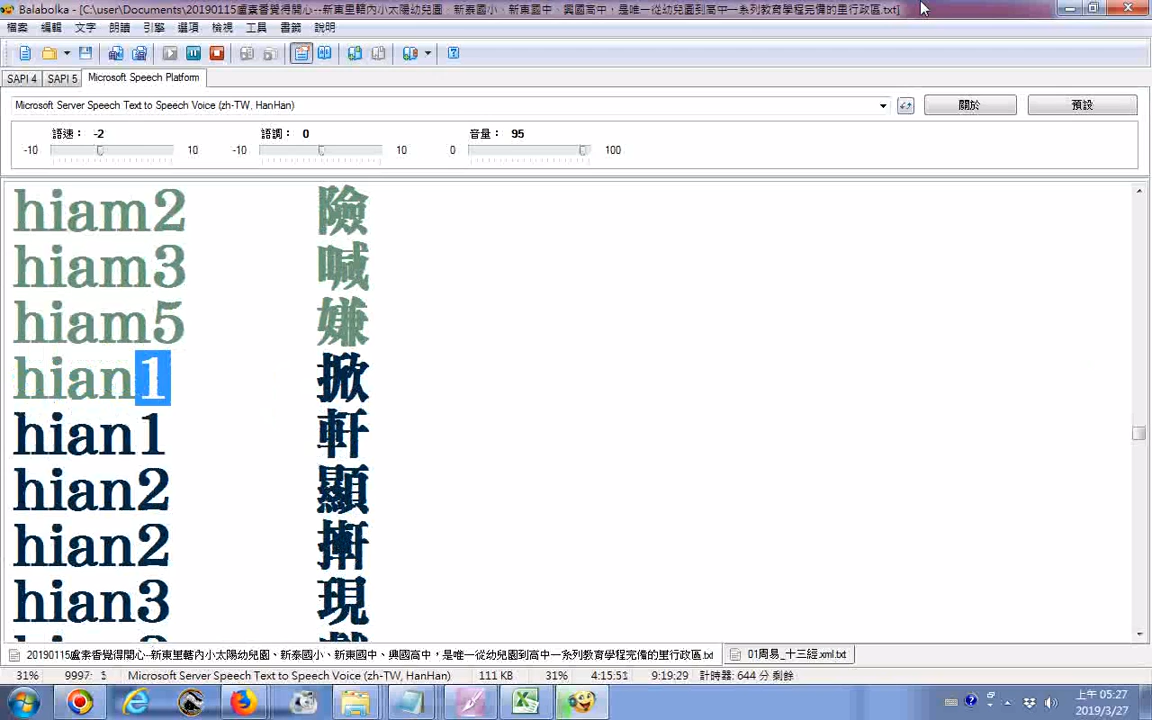 Balabolka - [C:\user\Documents\20190115盧素香覺得開心--新東里轄內小太陽幼兒園、新泰國小、新東國中、興國高中，是唯一從幼兒園到高中一系列教育學程完備的里行政區.txt]
檔案 編輯 文字 朗讀 引擎 選項 檢視 工具 書籤 說明
SAPI 4 SAPI 5 Microsoft Speech Platform
Microsoft Server Speech Text to Speech Voice (zh-TW, HanHan) 關於 預設
語速： -2 語調： 0 音量： 95
-10 10 -10 10 0 100
hiam2 險
hiam3 喊
hiam5 嫌
hian1 掀
hian1 軒
hian2 顯
hian2
hian3 現
20190115盧素香覺得開心--新東里轄內小太陽幼兒園、新泰國小、新東國中、興國高中，是唯一從幼兒園到高中一系列教育學程完備的里行政區.txt 01周易_十三經.xml.txt
31% 9997: 1 Microsoft Server Speech Text to Speech Voice (zh-TW, HanHan) 111 KB 31% 4:15:51 9:19:29 計時器: 644 分 剩餘
上午 05:27
2019/3/27